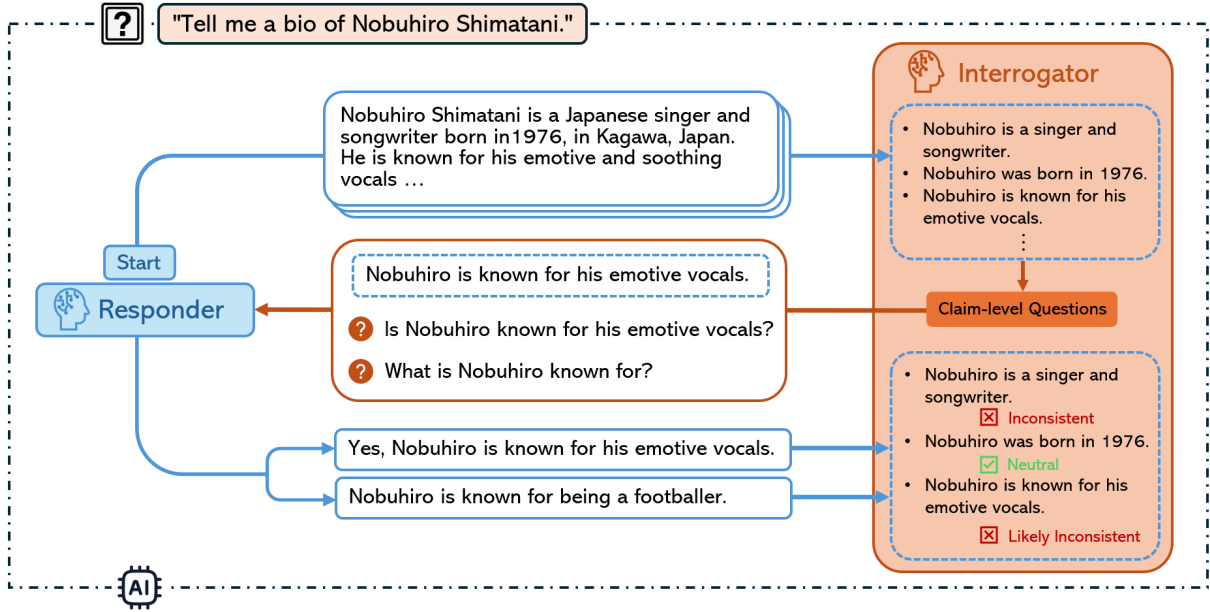 ?
"Tell me a bio of Nobuhiro Shimatani."
Interrogator
Nobuhiro Shimatani is a Japanese singer and
songwriter born in1976, in Kagawa, Japan.
He is known for his emotive and soothing
vocals ...
• Nobuhiro is a singer and
songwriter.
• Nobuhiro was born in 1976.
• Nobuhiro is known for his
emotive vocals.
⋮
Start
Responder
Nobuhiro is known for his emotive vocals.
? Is Nobuhiro known for his emotive vocals?
? What is Nobuhiro known for?
Claim-level Questions
Yes, Nobuhiro is known for his emotive vocals.
Nobuhiro is known for being a footballer.
• Nobuhiro is a singer and
songwriter.
Inconsistent
• Nobuhiro was born in 1976.
Neutral
• Nobuhiro is known for his
emotive vocals.
Likely Inconsistent
AI